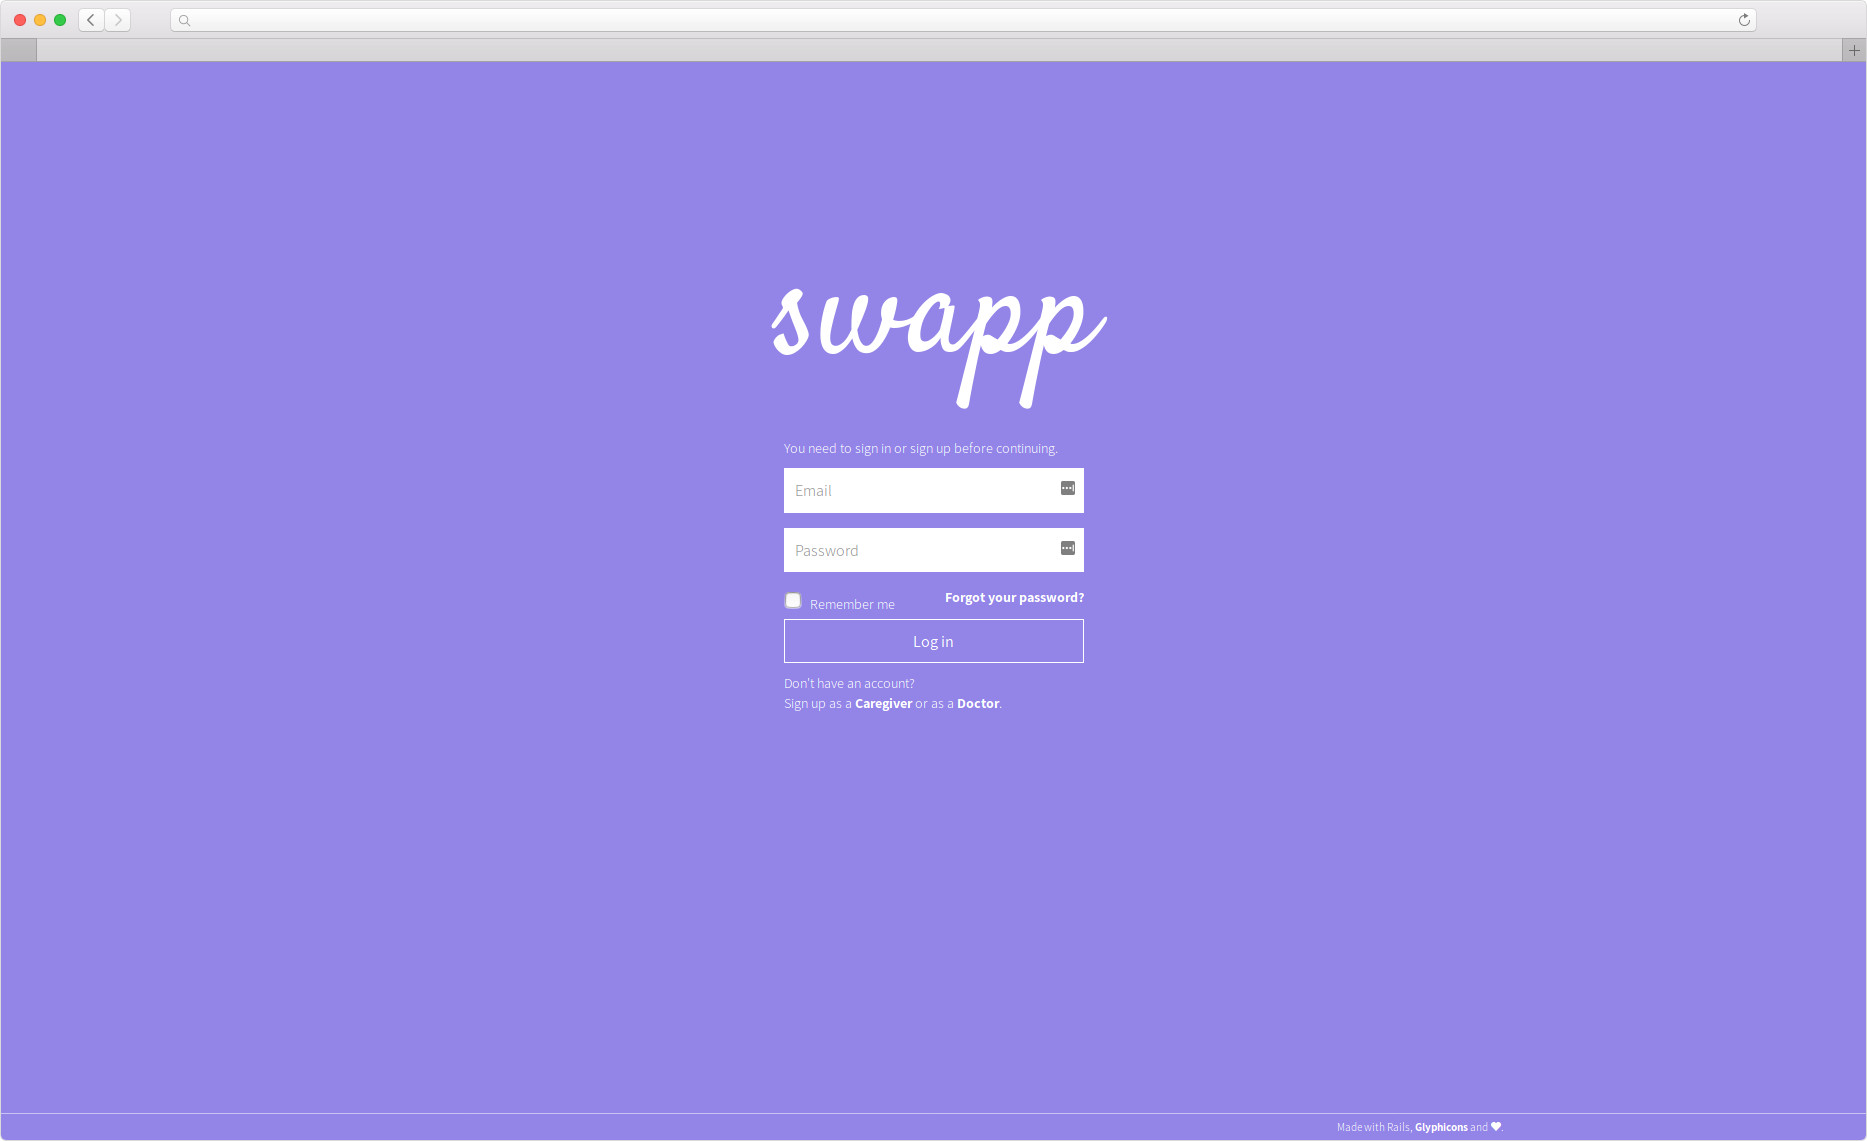 swapp
You need to sign in or sign up before continuing.
Email
Password
Remember me
Forgot your password?
Log in
Don't have an account?
Sign up as a Caregiver or as a Doctor.
Made with Rails, Glyphicons and ♥.